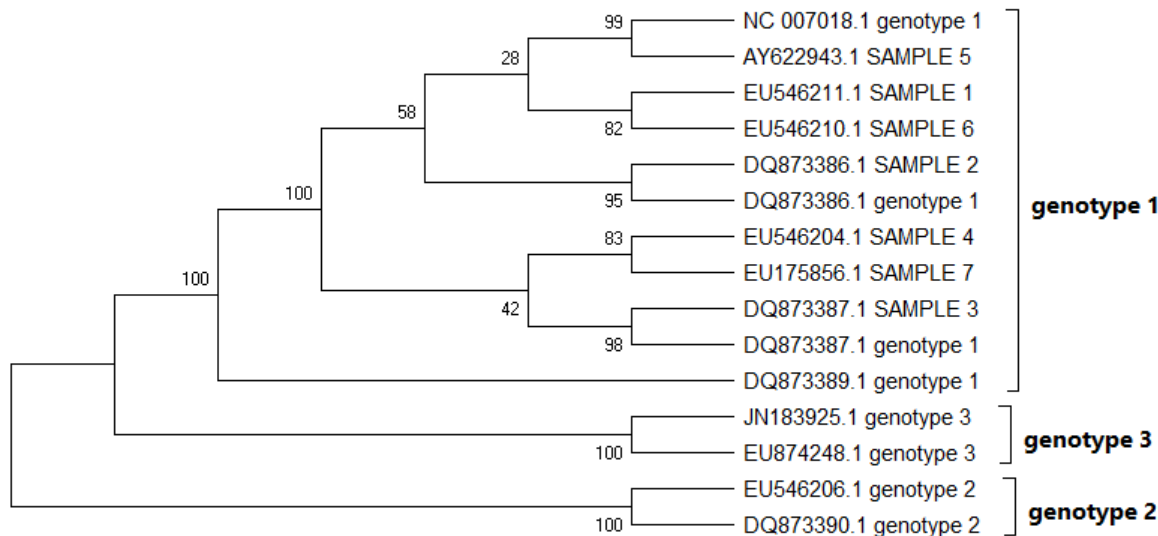 99
NC 007018.1 genotype 1
AY622943.1 SAMPLE 5
28
EU546211.1 SAMPLE 1
82
EU546210.1 SAMPLE 6
58
DQ873386.1 SAMPLE 2
95
DQ873386.1 genotype 1
100
83
EU546204.1 SAMPLE 4
EU175856.1 SAMPLE 7
42
DQ873387.1 SAMPLE 3
98
DQ873387.1 genotype 1
100
DQ873389.1 genotype 1
genotype 1
JN183925.1 genotype 3
100
EU874248.1 genotype 3
genotype 3
EU546206.1 genotype 2
100
DQ873390.1 genotype 2
genotype 2